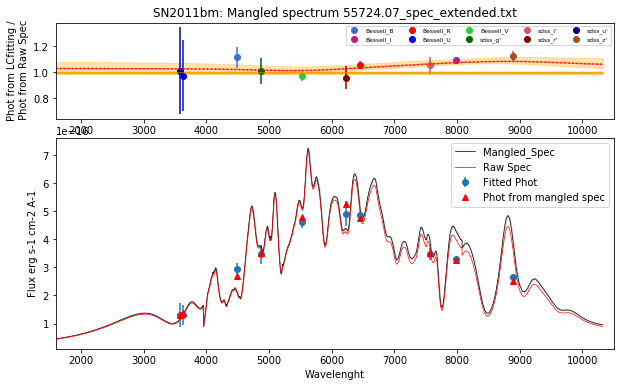 SN2011bm: Mangled spectrum 55724.07_spec_extended.txt
Phot from LCfitting /
Phot from Raw Spec
1.2
1.0
0.8
Bessell_B
Bessell_I
Bessell_R
Bessell_U
Bessell_V
sdss_g'
sdss_i'
sdss_r'
sdss_u'
sdss_z'
2000 3000 4000 5000 6000 7000 8000 9000 10000
1e−16
Flux erg s-1 cm-2 A-1
7
6
5
4
3
2
1
Mangled_Spec
Raw Spec
Fitted Phot
Phot from mangled spec
2000 3000 4000 5000 6000 7000 8000 9000 10000
Wavelenght